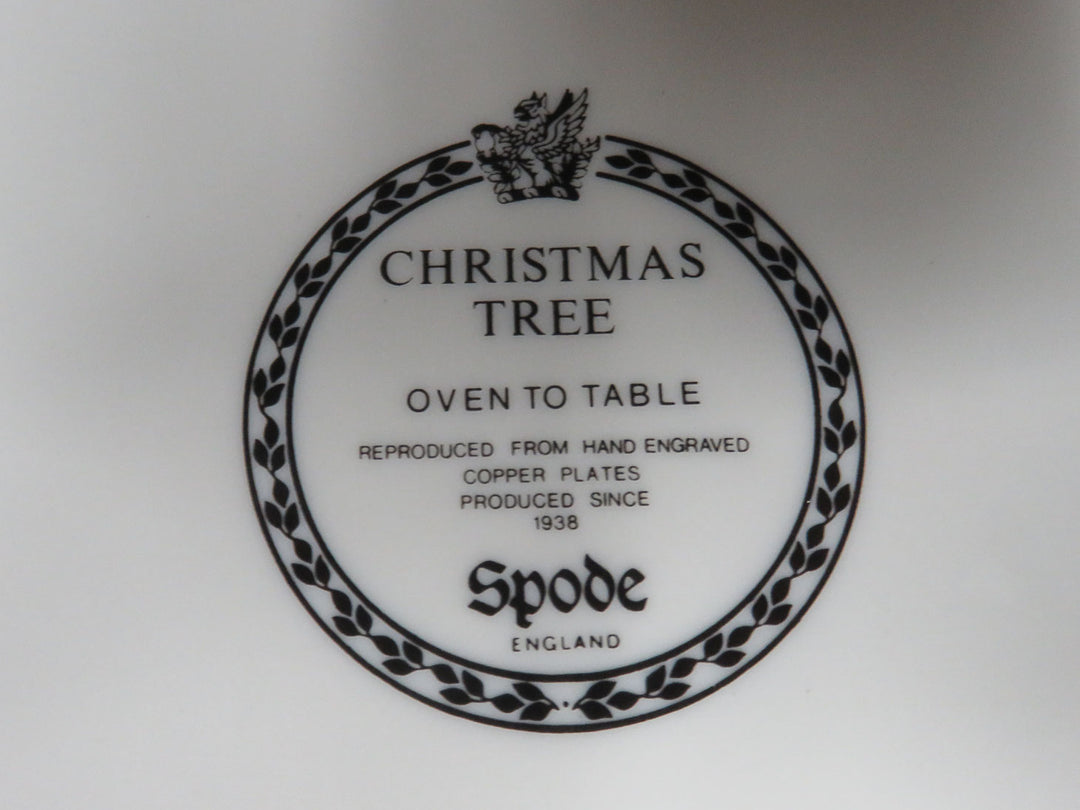 CHRISTMAS
TREE
OVEN TO TABLE
REPRODUCED FROM HAND ENGRAVED
COPPER PLATES
PRODUCED SINCE
1938
Spode
ENGLAND